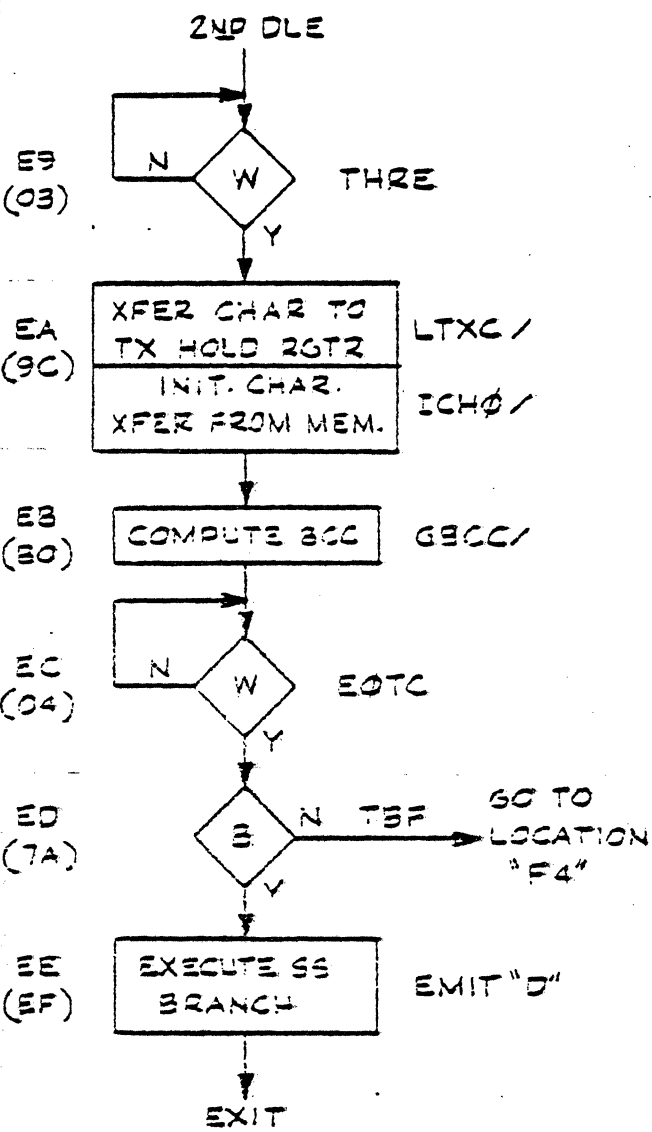 2ND DLE
E9
(03)
N
W
THRE
Y
EA
(9C)
XFER CHAR TO
TX HOLD RGTR
LTXC/
INIT. CHAR.
XFER FROM MEM.
ICHØ/
EB
(80)
COMPUTE BCC
GBCC/
EC
(04)
N
W
EØTC
Y
ED
(7A)
B
N
TBF
GO TO
LOCATION
"F4"
Y
EE
(EF)
EXECUTE SS
BRANCH
EMIT "D"
EXIT